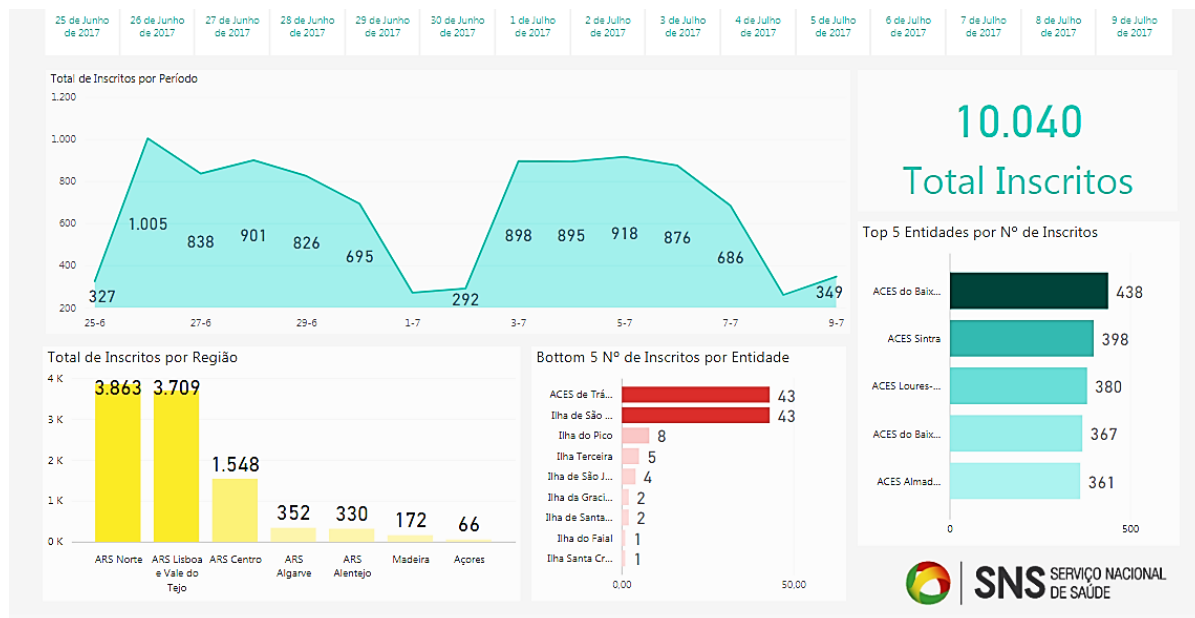 25 de Junho de 2017
26 de Junho de 2017
27 de Junho de 2017
28 de Junho de 2017
29 de Junho de 2017
30 de Junho de 2017
1 de Julho de 2017
2 de Julho de 2017
3 de Julho de 2017
4 de Julho de 2017
5 de Julho de 2017
6 de Julho de 2017
7 de Julho de 2017
8 de Julho de 2017
9 de Julho de 2017
Total de Inscritos por Período
1.200
1.000
800
600
400
200
327
1.005
838
901
826
695
292
898
895
918
876
686
349
25-6
27-6
29-6
1-7
3-7
5-7
7-7
9-7
10.040
Total Inscritos
Top 5 Entidades por Nº de Inscritos
ACES do Baix... 438
ACES Sintra 398
ACES Loures-... 380
ACES do Baix... 367
ACES Almad... 361
0 500
Total de Inscritos por Região
4 K
3 K
2 K
1 K
0 K
3.863
3.709
1.548
352
330
172
66
ARS Norte
ARS Lisboa
e Vale do
Tejo
ARS Centro
ARS
Algarve
ARS
Alentejo
Madeira
Açores
Bottom 5 Nº de Inscritos por Entidade
ACES de Trá... 43
Ilha de São ... 43
Ilha do Pico 8
Ilha Terceira 5
Ilha de São J... 4
Ilha da Graci... 2
Ilha de Santa... 2
Ilha do Faial 1
Ilha Santa Cr... 1
0,00 50,00
SNS SERVIÇO NACIONAL
DE SAÚDE